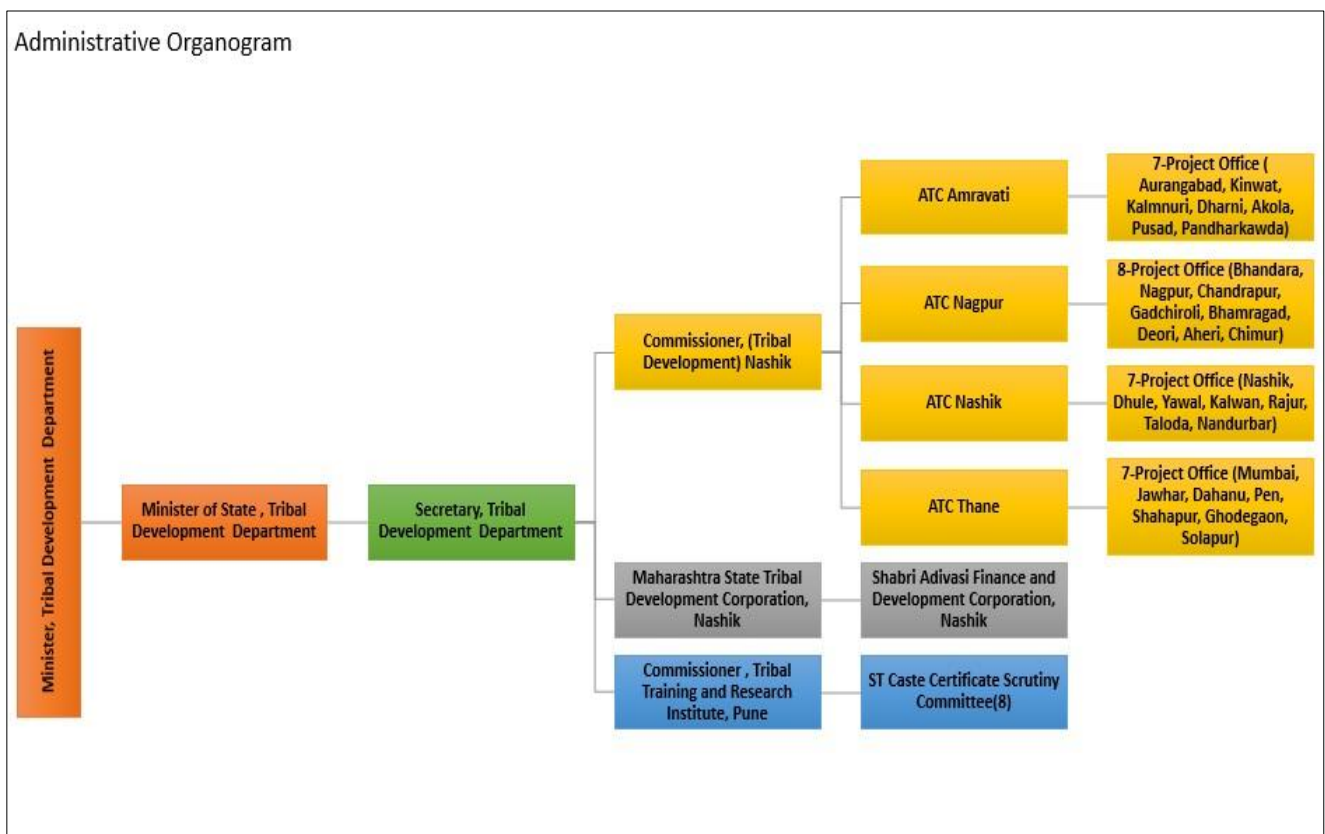 Administrative Organogram
Minister, Tribal Development Department
Minister of State , Tribal
Development Department
Secretary, Tribal
Development Department
Commissioner, (Tribal
Development) Nashik
ATC Amravati
7-Project Office (
Aurangabad, Kinwat,
Kalmnuri, Dharni, Akola,
Pusad, Pandharkawda)
ATC Nagpur
8-Project Office (Bhandara,
Nagpur, Chandrapur,
Gadchiroli, Bhamragad,
Deori, Aheri, Chimur)
ATC Nashik
7-Project Office (Nashik,
Dhule, Yawal, Kalwan, Rajur,
Taloda, Nandurbar)
ATC Thane
7-Project Office (Mumbai,
Jawhar, Dahanu, Pen,
Shahapur, Ghodegaon,
Solapur)
Maharashtra State Tribal
Development Corporation,
Nashik
Shabri Adivasi Finance and
Development Corporation,
Nashik
Commissioner , Tribal
Training and Research
Institute, Pune
ST Caste Certificate Scrutiny
Committee(8)